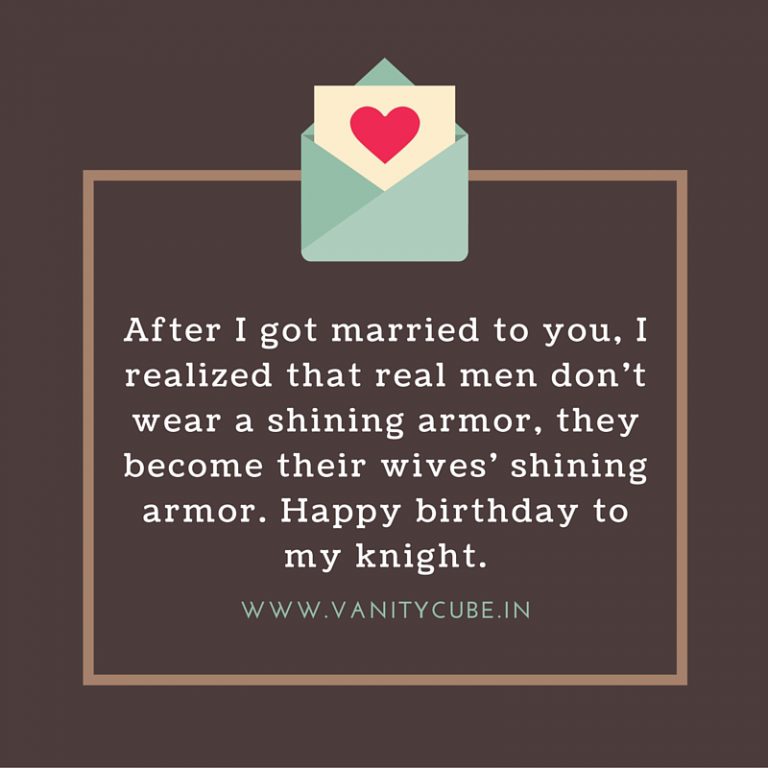 After I got married to you, I
realized that real men don't
wear a shining armor, they
become their wives' shining
armor. Happy birthday to
my knight.
WWW.VANITYCUBE.IN